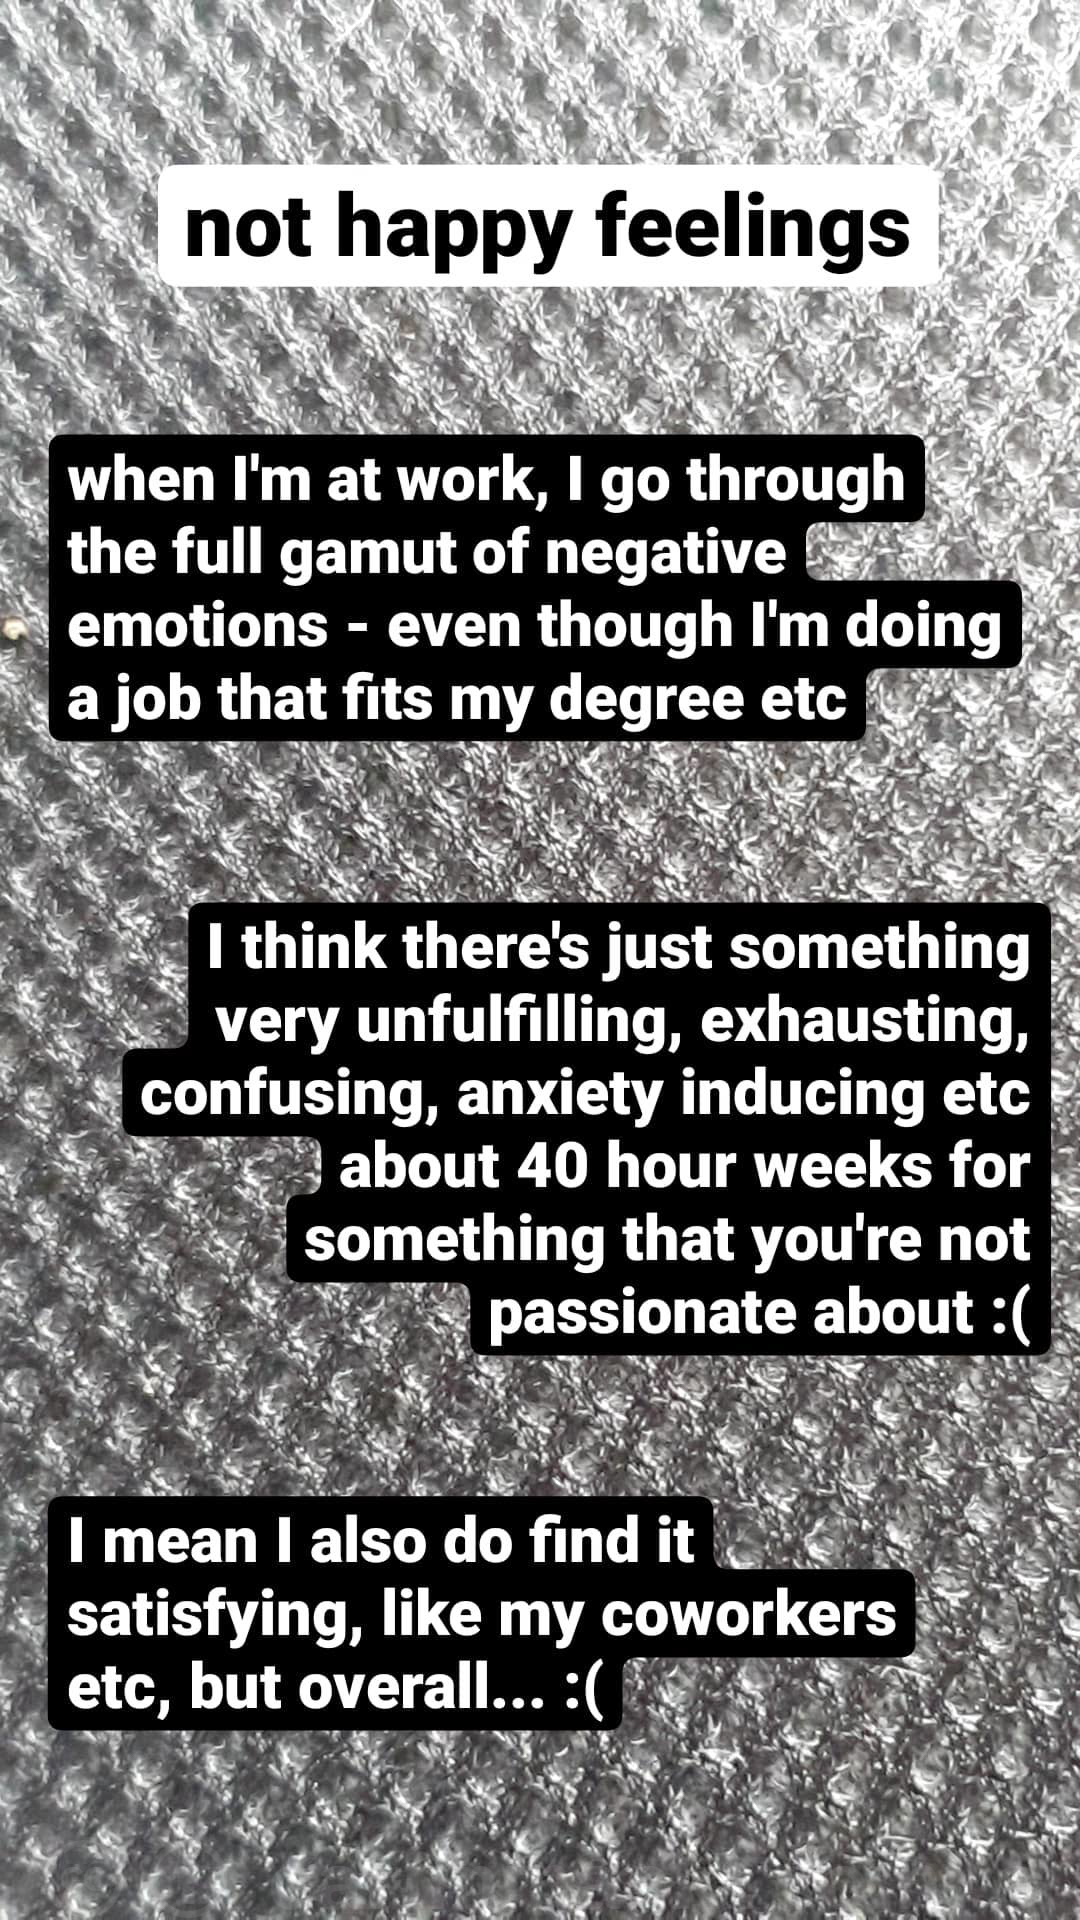 not happy feelings
when I'm at work, I go through
the full gamut of negative
emotions - even though I'm doing
a job that fits my degree etc
I think there's just something
very unfulfilling, exhausting,
confusing, anxiety inducing etc
about 40 hour weeks for
something that you're not
passionate about :(
I mean I also do find it
satisfying, like my coworkers
etc, but overall... :(